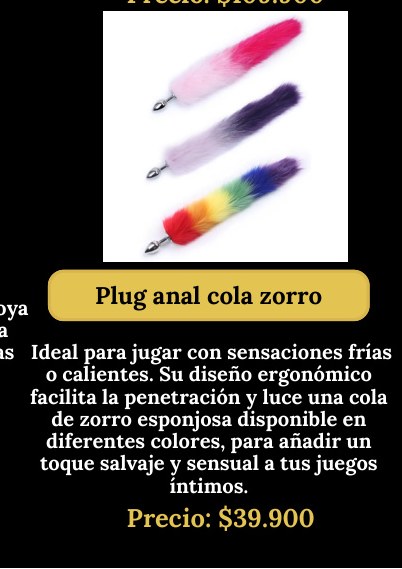 Plug anal cola zorro
oya
a
as
Ideal para jugar con sensaciones frías
o calientes. Su diseño ergonómico
facilita la penetración y luce una cola
de zorro esponjosa disponible en
diferentes colores, para añadir un
toque salvaje y sensual a tus juegos
íntimos.
Precio: $39.900